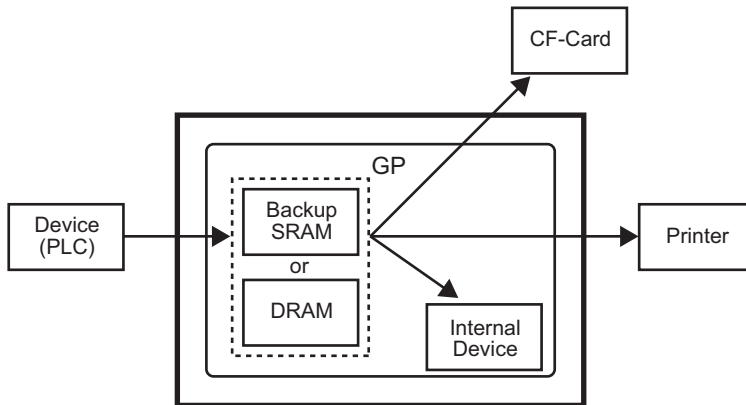 CF-Card
GP
Backup
SRAM
or
DRAM
Device
(PLC)
Printer
Internal
Device